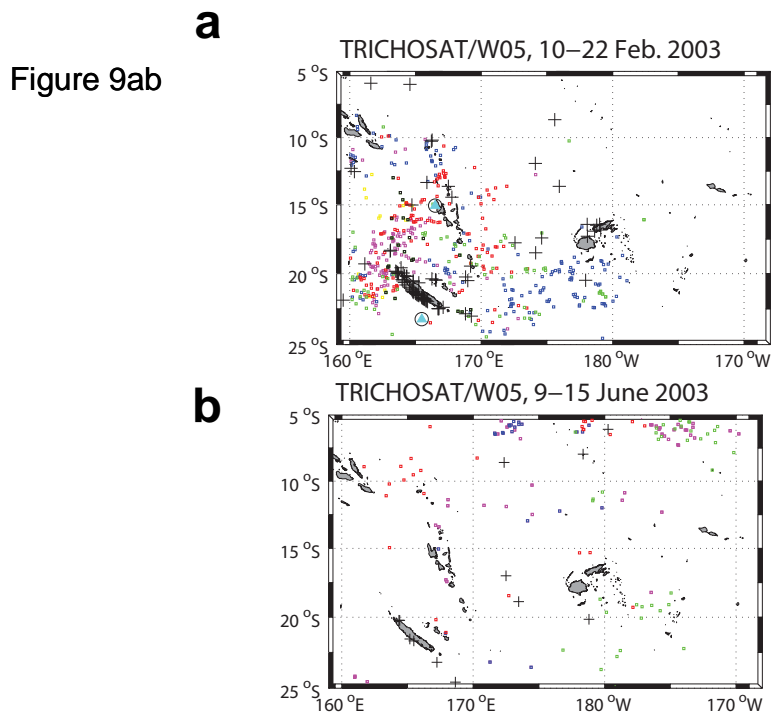 a
Figure 9ab
TRICHOSAT/W05, 10−22 Feb. 2003
5 °S
10 °S
15 °S
20 °S
25 °S
160 °E
170 °E
180 °W
170 °W
b
TRICHOSAT/W05, 9−15 June 2003
5 °S
10 °S
15 °S
20 °S
25 °S
160 °E
170 °E
180 °W
170 °W